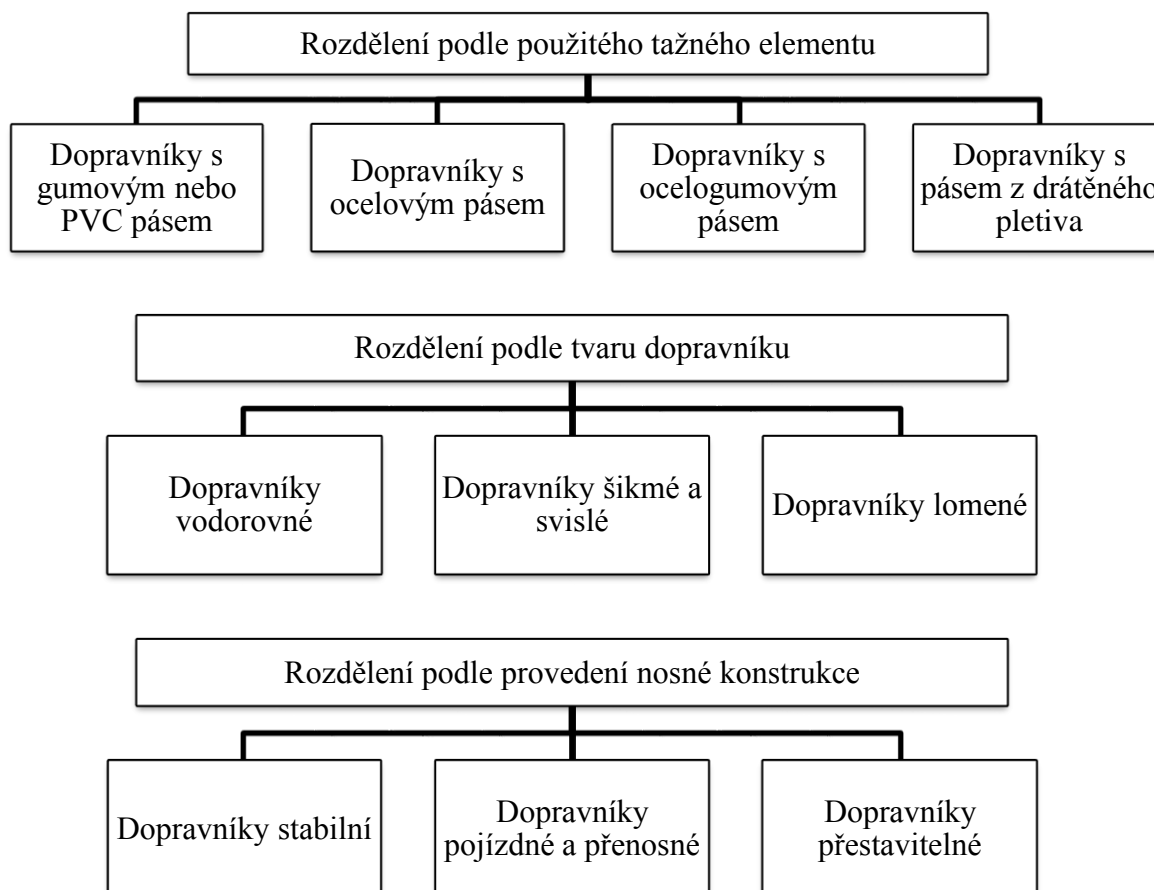 Rozdělení podle použitého tažného elementu
Dopravníky s
gumovým nebo
PVC pásem
Dopravníky s
ocelovým pásem
Dopravníky s
ocelogumovým
pásem
Dopravníky s
pásem z drátěného
pletiva
Rozdělení podle tvaru dopravníku
Dopravníky
vodorovné
Dopravníky šikmé a
svislé
Dopravníky lomené
Rozdělení podle provedení nosné konstrukce
Dopravníky stabilní
Dopravníky
pojízdné a přenosné
Dopravníky
přestavitelné